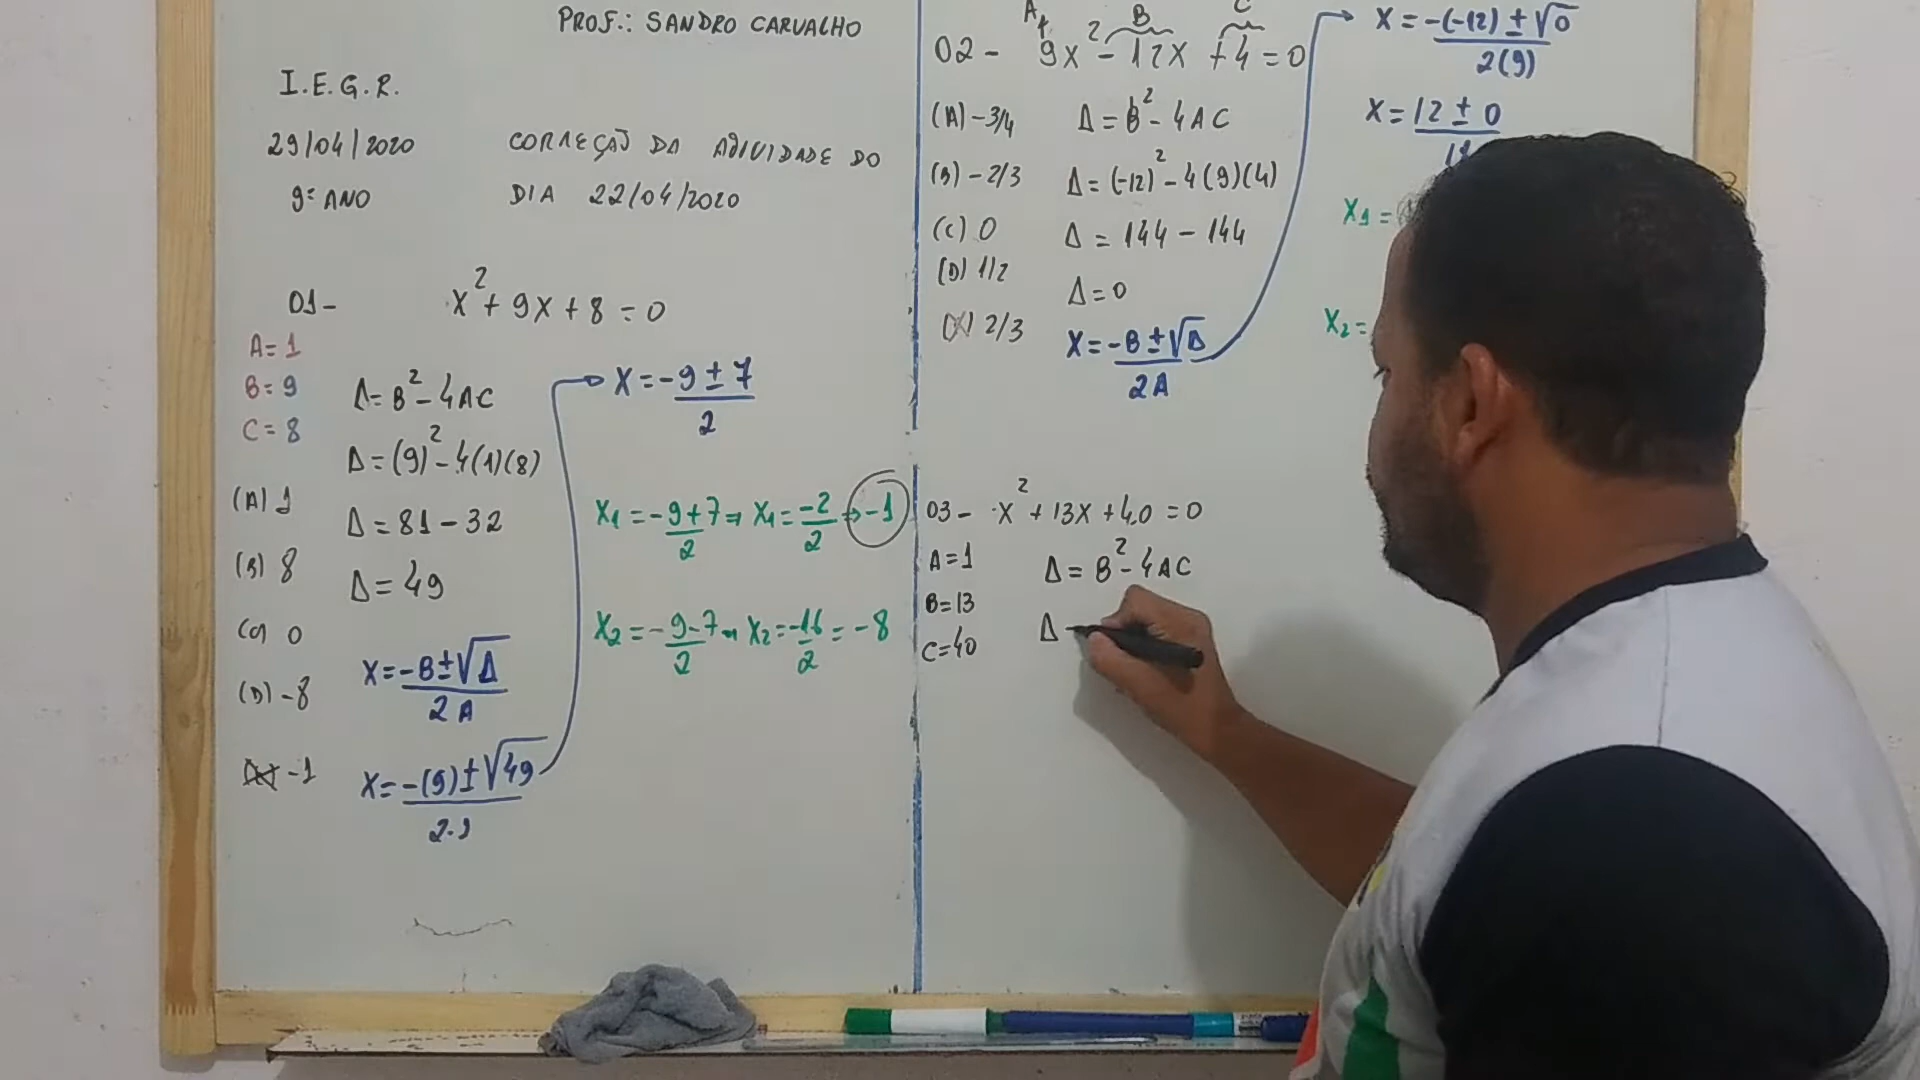 PROF.: SANDRO CARVALHO
I.E.G.R.
29/04/2020
9º ANO
CORREÇÃO DA ATIVIDADE DO
DIA 22/04/2020
01- x²+9x+8=0
A=1
B=9
C=8
(A) 1
(B) 8
(C) 0
(D) -8
-1
Δ=B²-4AC
Δ=(9)²-4(1)(8)
Δ=81-32
Δ=49
X=-B±√Δ/2A
X=-(9)±√49/2.1
X=-9±7/2
X1=-9+7/2 ⇒ X1=-2/2 → -1
X2=-9-7/2 ⇒ X2=-16/2=-8
A B C
02- 9X²-12X+4=0
(A) -3/4
(B) -2/3
(C) 0
(D) 1/2
(X) 2/3
Δ=B²-4AC
Δ=(-12)²-4(9)(4)
Δ=144-144
Δ=0
X=-B±√Δ/2A
X=-(-12)±√0/2(9)
X=12±0
X1=
X2=
03- X²+13X+40=0
A=1
B=13
C=40
Δ=B²-4AC
Δ